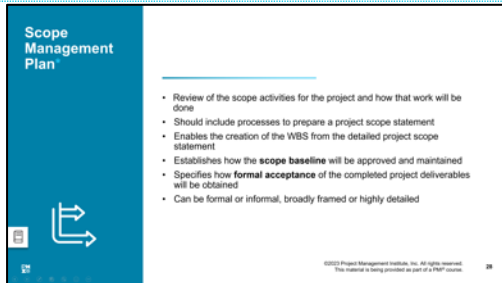 Scope
Management
Plan*
• Review of the scope activities for the project and how that work will be
done
• Should include processes to prepare a project scope statement
• Enables the creation of the WBS from the detailed project scope
statement
• Establishes how the scope baseline will be approved and maintained
• Specifies how formal acceptance of the completed project deliverables
will be obtained
• Can be formal or informal, broadly framed or highly detailed
©2023 Project Management Institute, Inc. All rights reserved.
This material is being provided as part of a PMI® course.
28